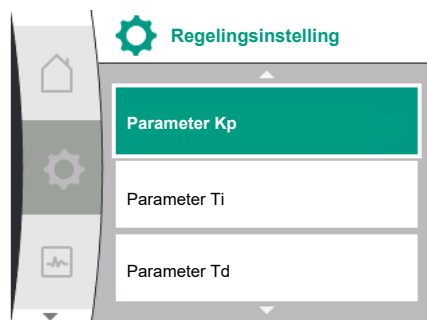 Regelingsinstelling
Parameter Kp
Parameter Ti
Parameter Td